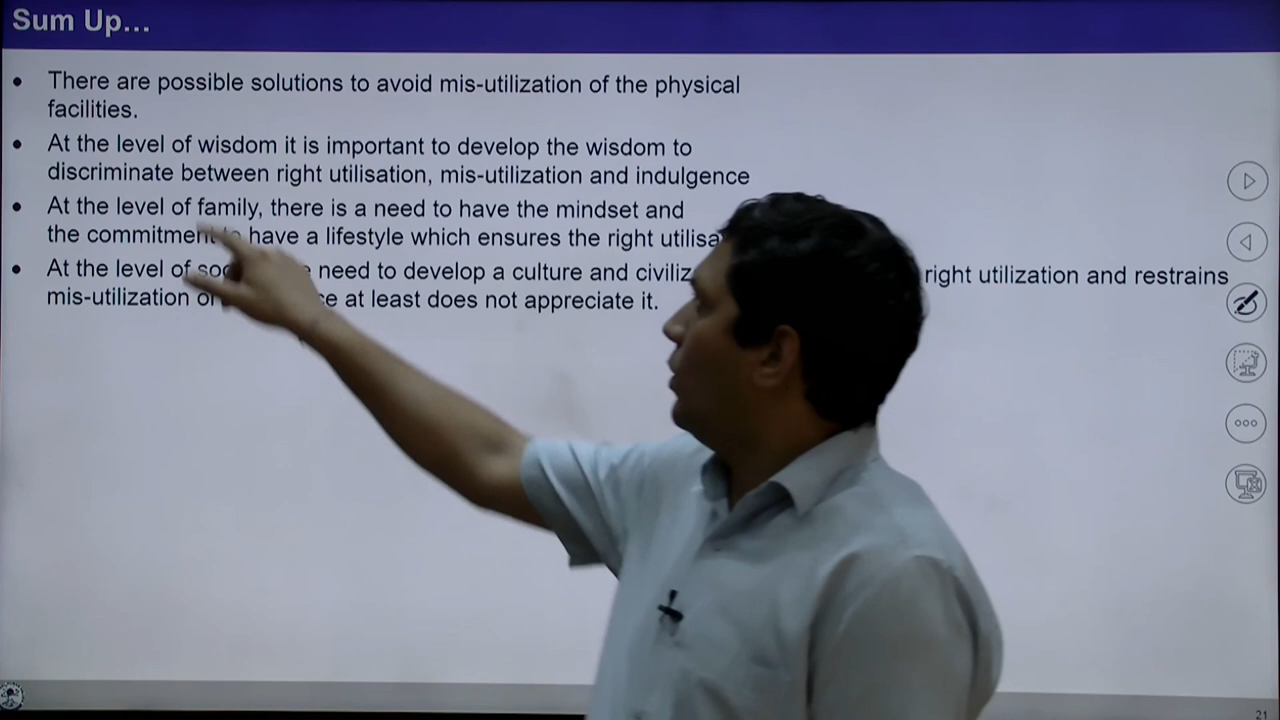 Sum Up...
• There are possible solutions to avoid mis-utilization of the physical
facilities.
• At the level of wisdom it is important to develop the wisdom to
discriminate between right utilisation, mis-utilization and indulgence
• At the level of family, there is a need to have the mindset and
the commitment to have a lifestyle which ensures the right
• At the level of need to develop a culture and right utilization and restrains
mis-utilization at least does not appreciate it.
21